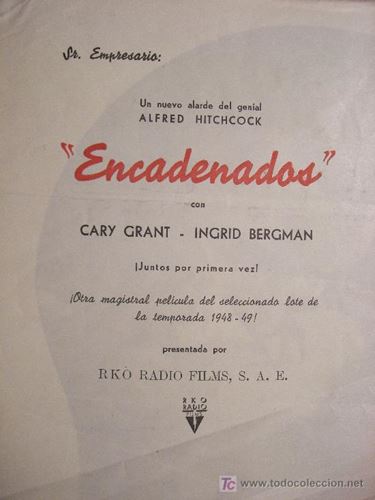 Sr. Empresario:
Un nuevo alarde del genial
ALFRED HITCHCOCK
"Encadenados"
con
CARY GRANT - INGRID BERGMAN
¡Juntos por primera vez!
¡Otra magistral película del seleccionado lote de
la temporada 1948-49!
presentada por
RKO RADIO FILMS, S. A. E.
RKO
RADIO
FILMS
TC www.todocoleccion.net